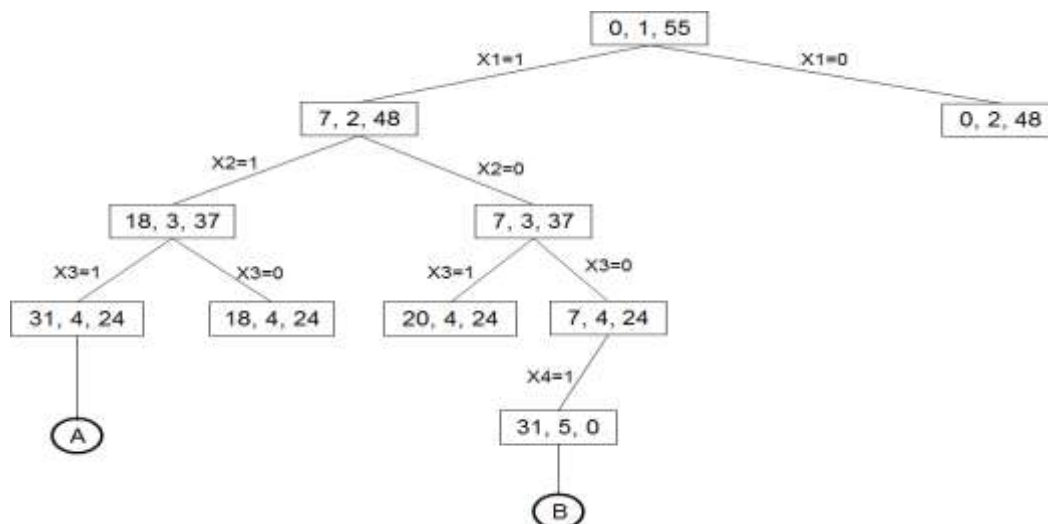 0, 1, 55
X1=1
X1=0
7, 2, 48
0, 2, 48
X2=1
X2=0
18, 3, 37
7, 3, 37
X3=1
X3=0
X3=1
X3=0
31, 4, 24
18, 4, 24
20, 4, 24
7, 4, 24
X4=1
A
31, 5, 0
B